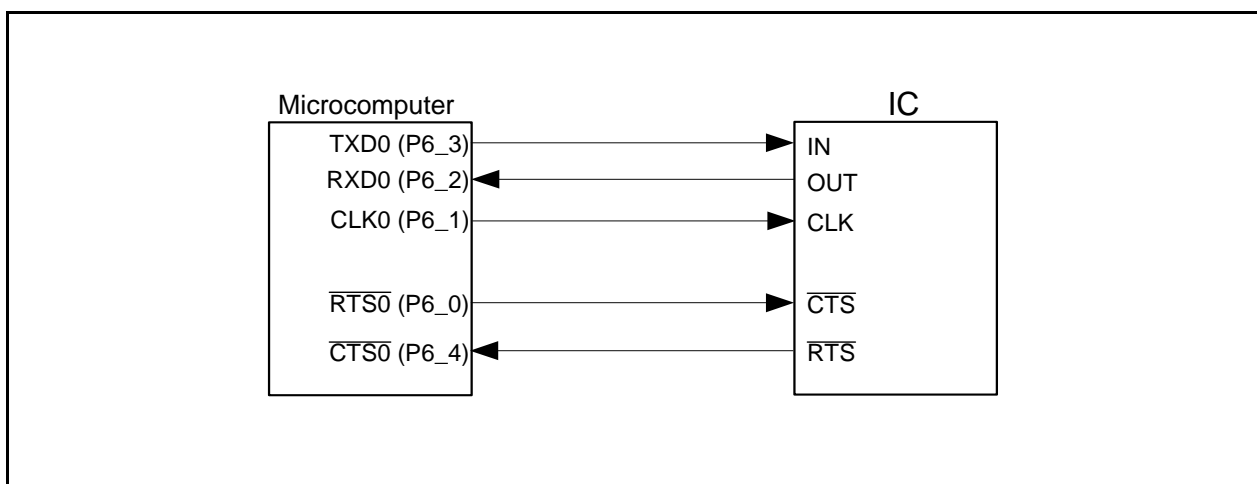 Microcomputer
IC
TXD0 (P6_3)
IN
RXD0 (P6_2)
OUT
CLK0 (P6_1)
CLK
RTS0 (P6_0)
CTS
CTS0 (P6_4)
RTS